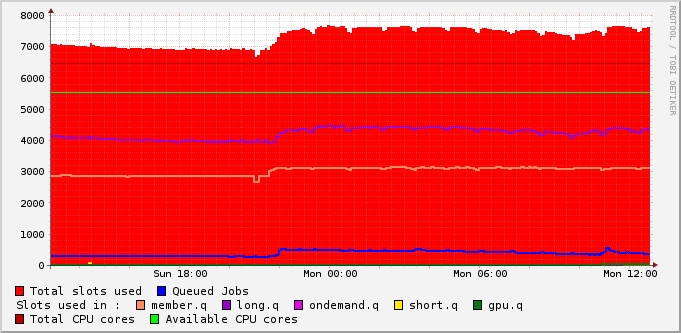 8000
7000
6000
5000
4000
3000
2000
1000
0
Sun 18:00 Mon 00:00 Mon 06:00 Mon 12:00
RRDTOOL / TOBI OETIKER
Total slots used Queued Jobs
Slots used in : member.q long.q ondemand.q short.q gpu.q
Total CPU cores Available CPU cores